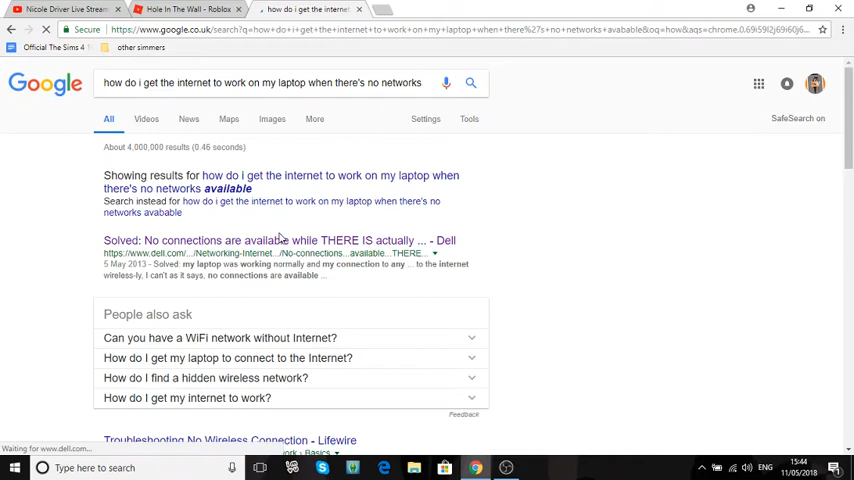 Nicole Driver Live Stream
Hole In The Wall - Roblox
how do i get the internet
Secure
https://www.google.co.uk/search?q=how+do+i+get+the+internet+to+work+on+my+laptop+when+there%27s+no+networks+avabable&oq=how&aqs=chrome.0.69i59l2j69i60j
Official The Sims 4
other simmers
Google
how do i get the internet to work on my laptop when there's no networks
All
Videos
News
Maps
Images
More
Settings
Tools
SafeSearch on
About 4,000,000 results (0.46 seconds)
Showing results for how do i get the internet to work on my laptop when
there's no networks available
Search instead for how do i get the internet to work on my laptop when there's no
networks avabable
Solved: No connections are available while THERE IS actually ... - Dell
https://www.dell.com/.../Networking-Internet.../No-connections...available...THERE...
5 May 2013 - Solved: my laptop was working normally and my connection to any ... to the internet
wireless-ly, I can't as it says, no connections are available ...
People also ask
Can you have a WiFi network without Internet?
How do I get my laptop to connect to the Internet?
How do I find a hidden wireless network?
How do I get my internet to work?
Feedback
Troubleshooting No Wireless Connection - Lifewire
work › Basics
Waiting for www.dell.com...
Type here to search
ENG
15:44
11/05/2018